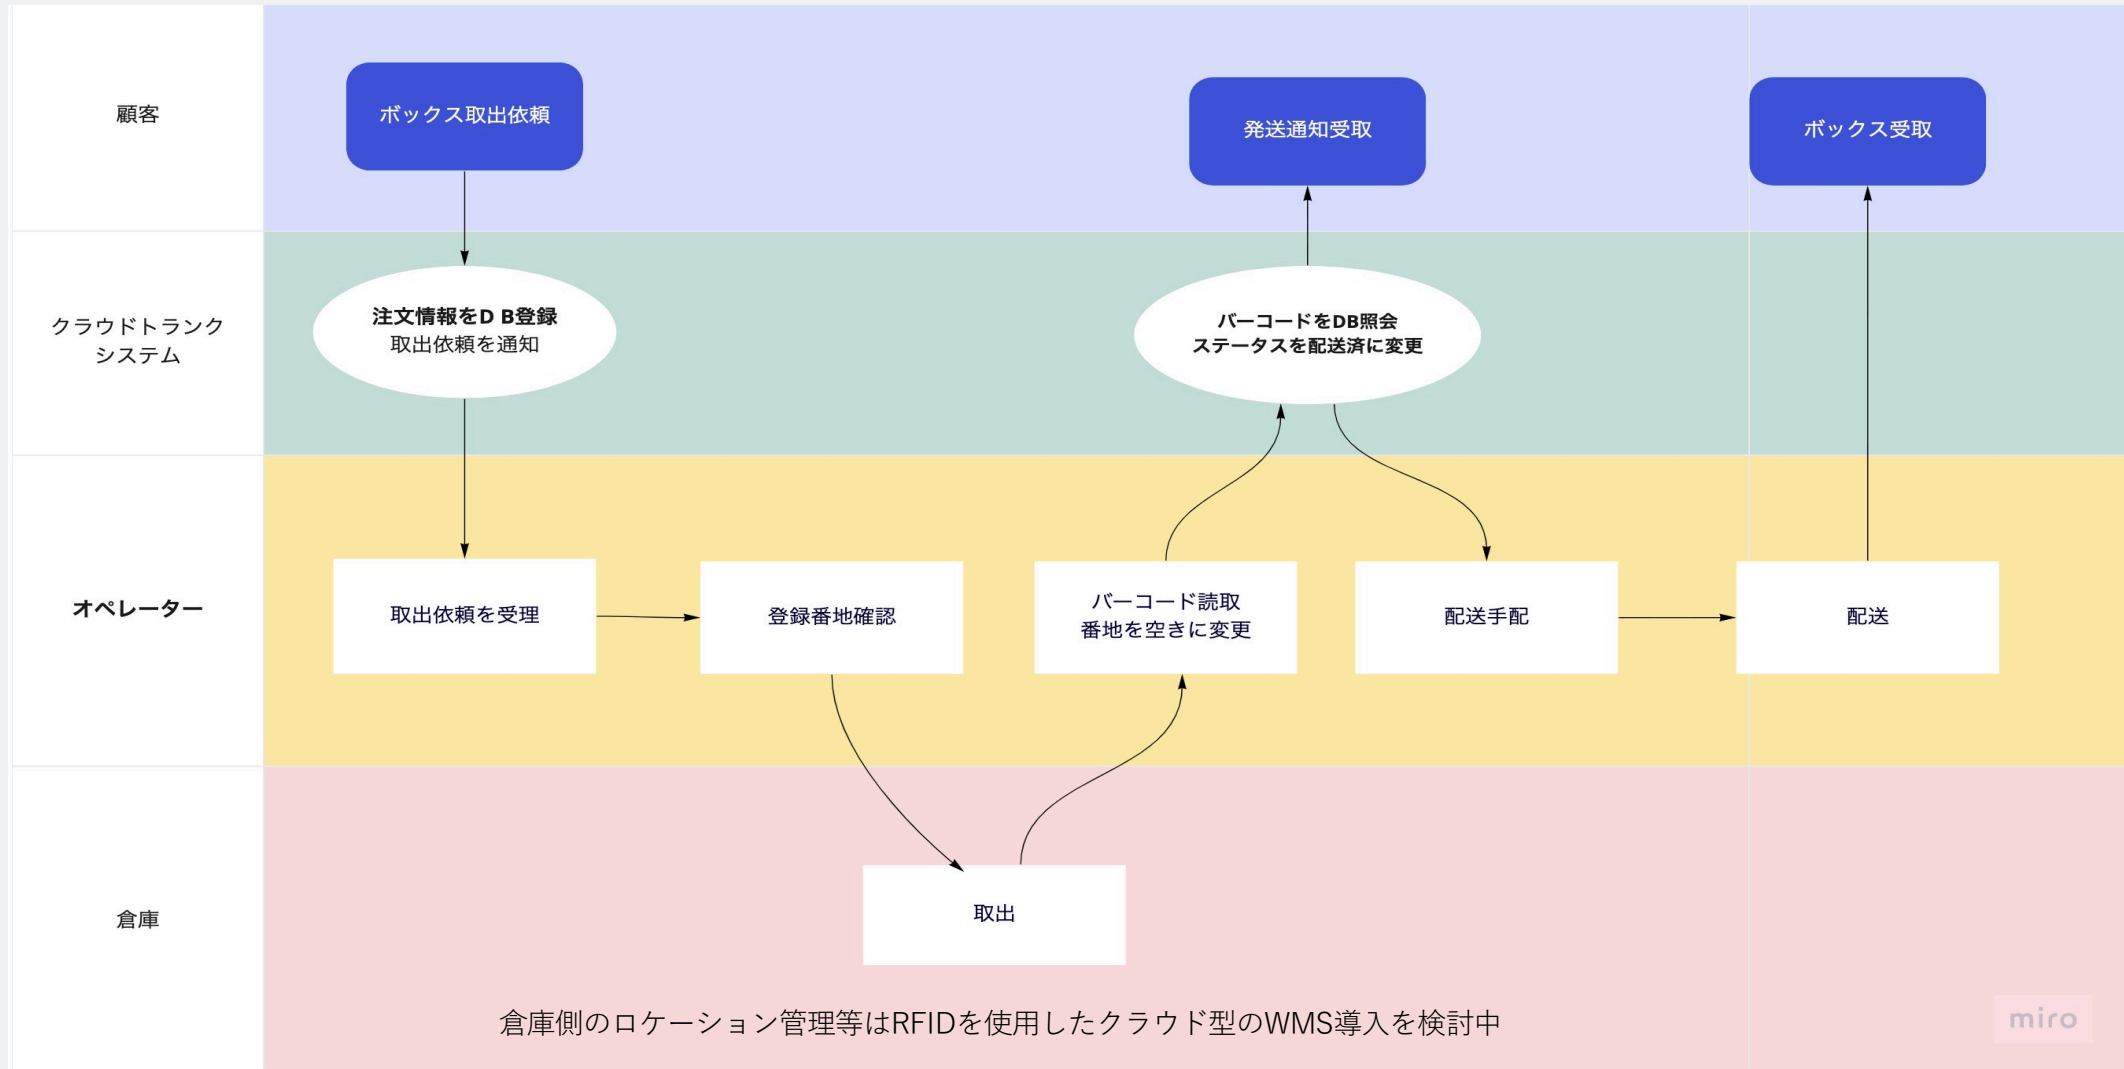 顧客
ボックス取出依頼
発送通知受取
ボックス受取
クラウドトランク
システム
注文情報をD B登録
取出依頼を通知
バーコードをDB照会
ステータスを配送済に変更
オペレーター
取出依頼を受理
登録番地確認
バーコード読取
番地を空きに変更
配送手配
配送
倉庫
取出
倉庫側のロケーション管理等はRFIDを使用したクラウド型のWMS導入を検討中
miro